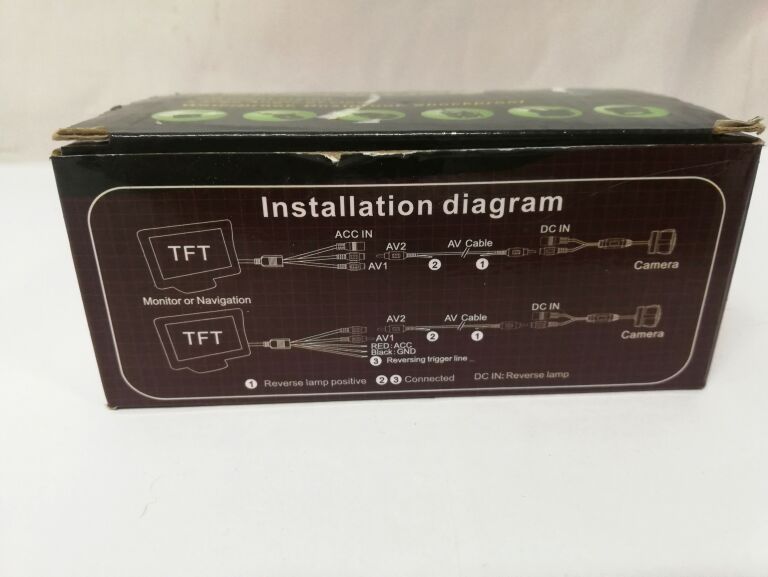 Installation diagram
ACC IN
DC IN
TFT
AV2
AV Cable
AV1
2
1
Camera
Monitor or Navigation
DC IN
AV2
AV Cable
TFT
AV1
2
1
Camera
RED: ACC
Black: GND
3 Reversing trigger line
1 Reverse lamp positive 2 3 Connected DC IN: Reverse lamp